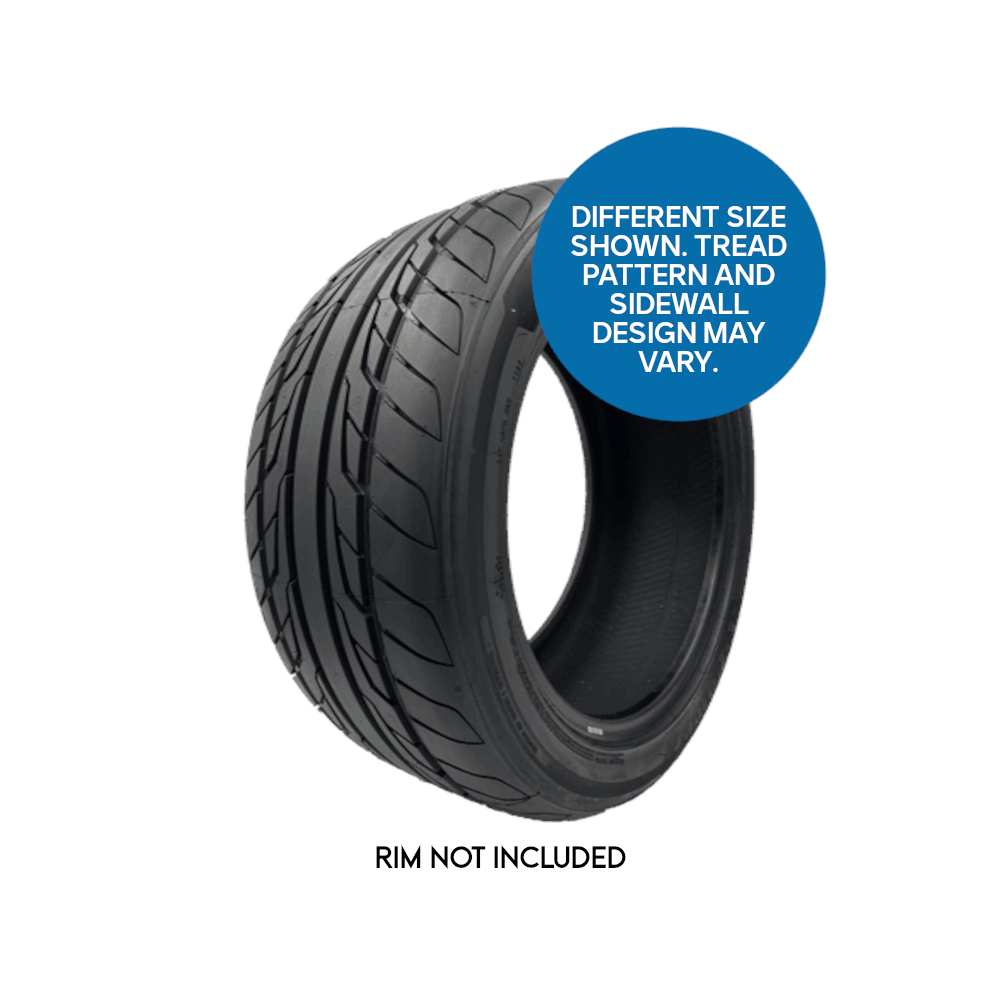 DIFFERENT SIZE
SHOWN. TREAD
PATTERN AND
SIDEWALL
DESIGN MAY
VARY.
RIM NOT INCLUDED